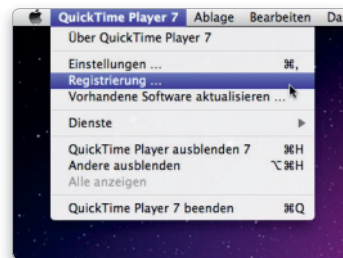 QuickTime Player 7 Ablage Bearbeiten Da
Über QuickTime Player 7
Einstellungen ... ⌘,
Registrierung ...
Vorhandene Software aktualisieren ...
Dienste ▶
QuickTime Player ausblenden 7 ⌘H
Andere ausblenden ⌥⌘H
Alle anzeigen
QuickTime Player 7 beenden ⌘Q